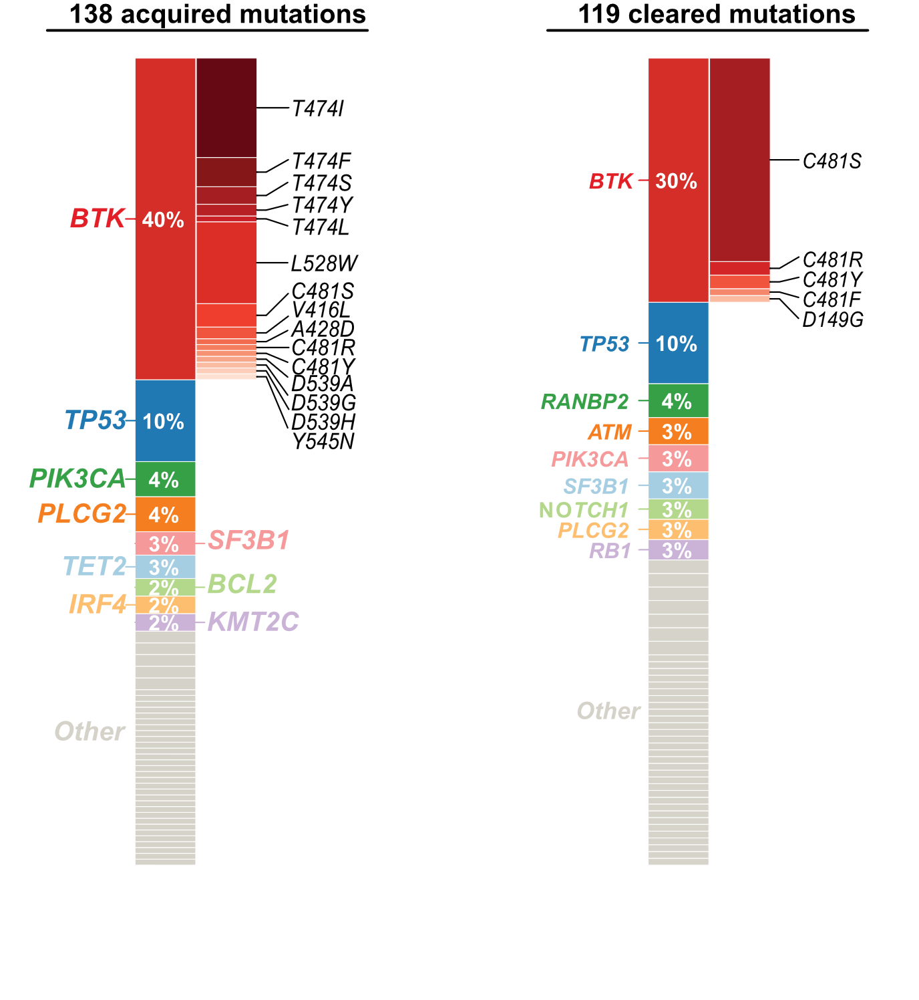 138 acquired mutations
BTK
40%
T474I
T474F
T474S
T474Y
T474L
L528W
C481S
V416L
A428D
C481R
C481Y
D539A
D539G
D539H
Y545N
TP53
10%
PIK3CA
4%
PLCG2
4%
3%
SF3B1
TET2
3%
2%
BCL2
IRF4
2%
2%
KMT2C
Other
119 cleared mutations
BTK
30%
C481S
C481R
C481Y
C481F
D149G
TP53
10%
RANBP2
4%
ATM
3%
PIK3CA
3%
SF3B1
3%
NOTCH1
3%
PLCG2
3%
RB1
3%
Other